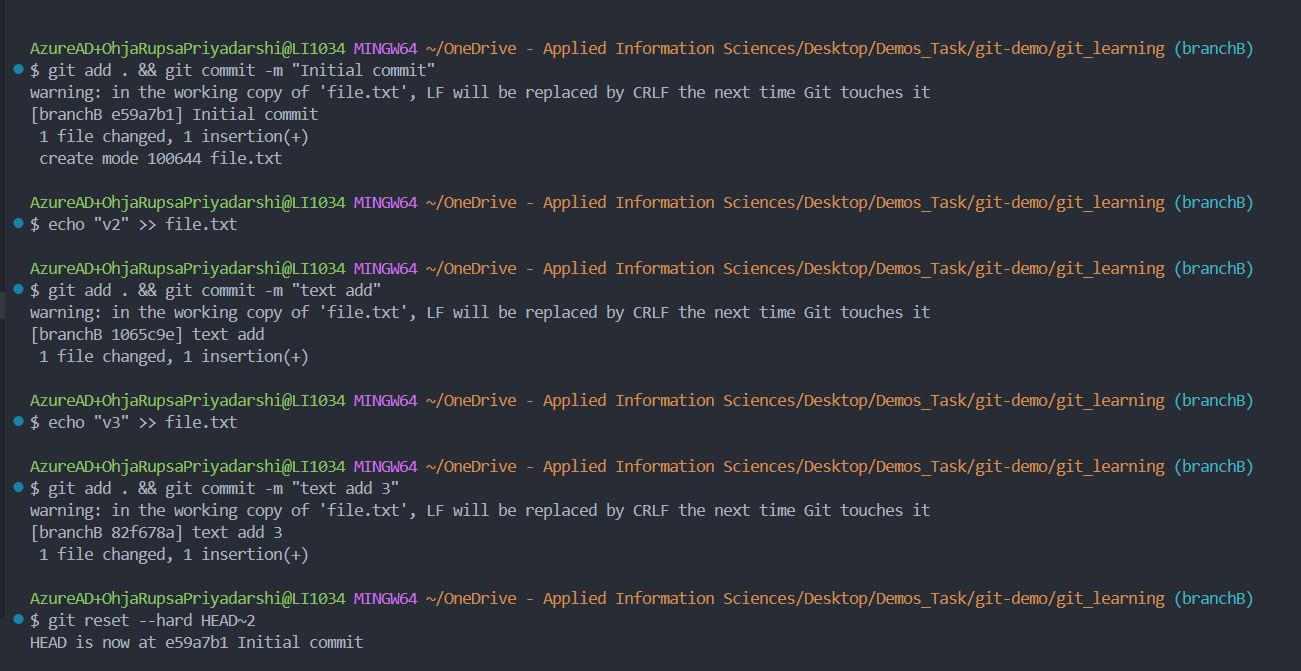 AzureAD+OhjaRupsaPriyadarshi@LI1034 MINGW64 ~/OneDrive - Applied Information Sciences/Desktop/Demos_Task/git-demo/git_learning (branchB)
$ git add . && git commit -m "Initial commit"
warning: in the working copy of 'file.txt', LF will be replaced by CRLF the next time Git touches it
[branchB e59a7b1] Initial commit
 1 file changed, 1 insertion(+)
 create mode 100644 file.txt

AzureAD+OhjaRupsaPriyadarshi@LI1034 MINGW64 ~/OneDrive - Applied Information Sciences/Desktop/Demos_Task/git-demo/git_learning (branchB)
$ echo "v2" >> file.txt

AzureAD+OhjaRupsaPriyadarshi@LI1034 MINGW64 ~/OneDrive - Applied Information Sciences/Desktop/Demos_Task/git-demo/git_learning (branchB)
$ git add . && git commit -m "text add"
warning: in the working copy of 'file.txt', LF will be replaced by CRLF the next time Git touches it
[branchB 1065c9e] text add
 1 file changed, 1 insertion(+)

AzureAD+OhjaRupsaPriyadarshi@LI1034 MINGW64 ~/OneDrive - Applied Information Sciences/Desktop/Demos_Task/git-demo/git_learning (branchB)
$ echo "v3" >> file.txt

AzureAD+OhjaRupsaPriyadarshi@LI1034 MINGW64 ~/OneDrive - Applied Information Sciences/Desktop/Demos_Task/git-demo/git_learning (branchB)
$ git add . && git commit -m "text add 3"
warning: in the working copy of 'file.txt', LF will be replaced by CRLF the next time Git touches it
[branchB 82f678a] text add 3
 1 file changed, 1 insertion(+)

AzureAD+OhjaRupsaPriyadarshi@LI1034 MINGW64 ~/OneDrive - Applied Information Sciences/Desktop/Demos_Task/git-demo/git_learning (branchB)
$ git reset --hard HEAD~2
HEAD is now at e59a7b1 Initial commit